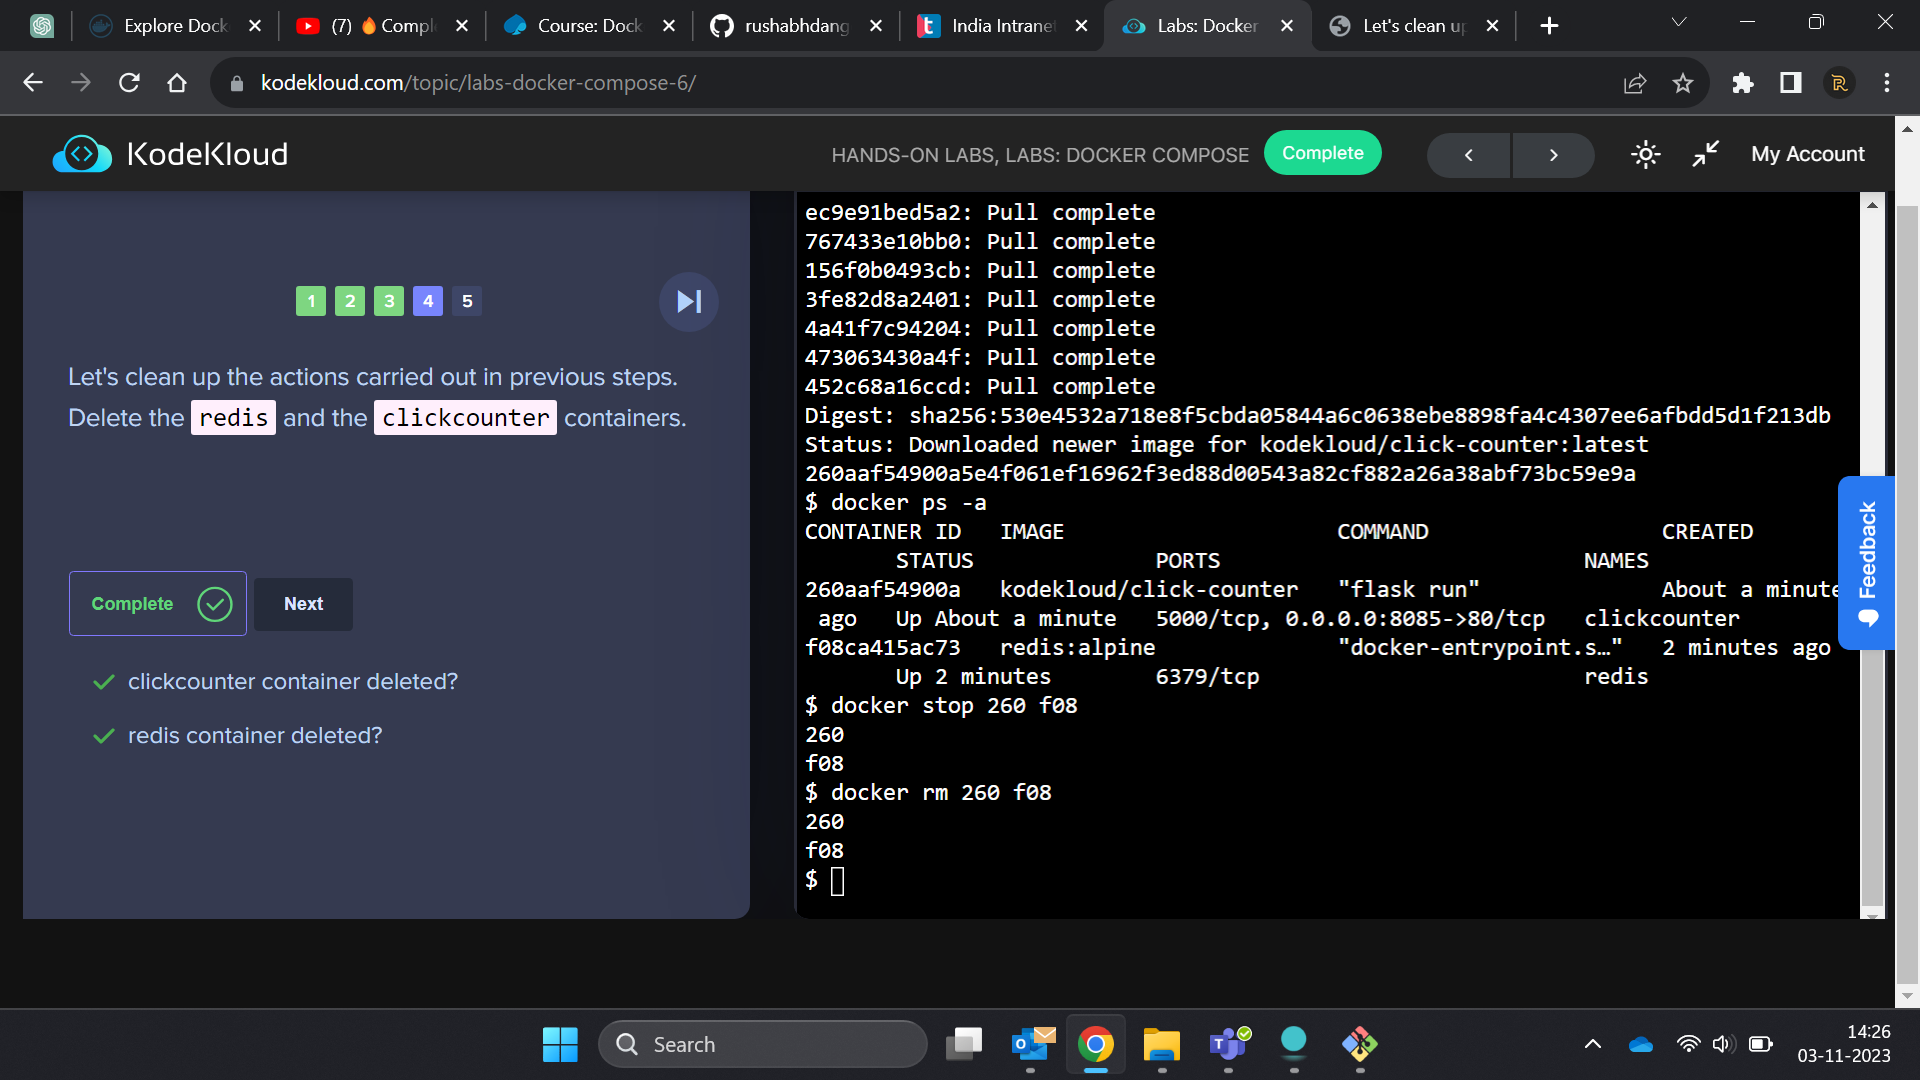 Explore Dock
(7) 🔥 Compl
Course: Dock
rushabhdang
India Intrane
Labs: Docker
Let's clean up
kodekloud.com/topic/labs-docker-compose-6/
KodeKloud
HANDS-ON LABS, LABS: DOCKER COMPOSE
Complete
My Account
1 2 3 4 5
Let's clean up the actions carried out in previous steps.
Delete the redis and the clickcounter containers.
Complete
Next
clickcounter container deleted?
redis container deleted?
ec9e91bed5a2: Pull complete
767433e10bb0: Pull complete
156f0b0493cb: Pull complete
3fe82d8a2401: Pull complete
4a41f7c94204: Pull complete
473063430a4f: Pull complete
452c68a16ccd: Pull complete
Digest: sha256:530e4532a718e8f5cbda05844a6c0638ebe8898fa4c4307ee6afbdd5d1f213db
Status: Downloaded newer image for kodekloud/click-counter:latest
260aaf54900a5e4f061ef16962f3ed88d00543a82cf882a26a38abf73bc59e9a
$ docker ps -a
CONTAINER ID   IMAGE                     COMMAND                  CREATED
       STATUS              PORTS                            NAMES
260aaf54900a   kodekloud/click-counter   "flask run"              About a minute
 ago   Up About a minute   5000/tcp, 0.0.0.0:8085->80/tcp   clickcounter
f08ca415ac73   redis:alpine              "docker-entrypoint.s…"   2 minutes ago
       Up 2 minutes        6379/tcp                         redis
$ docker stop 260 f08
260
f08
$ docker rm 260 f08
260
f08
$
Feedback
Search
14:26
03-11-2023